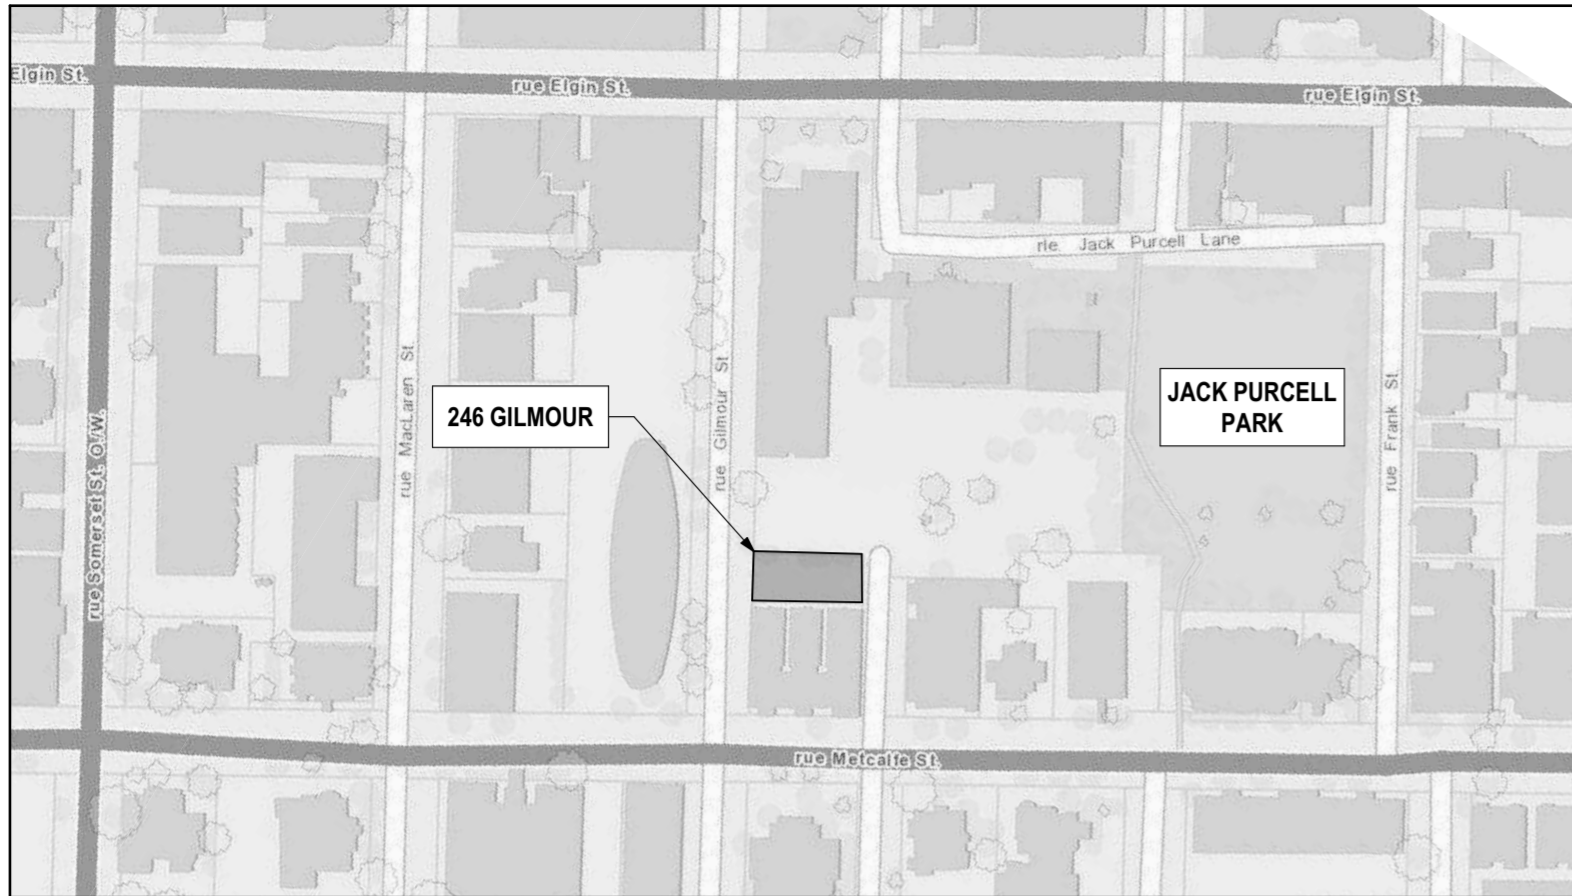 Elgin St.
rue Elgin St.
rue Elgin St.
rle Jack Purcell Lane
rue MacLaren St.
rue Gilmour St.
246 GILMOUR
JACK PURCELL
PARK
rue Frank St.
rue Somerset St. O./W.
rue Metcalfe St.